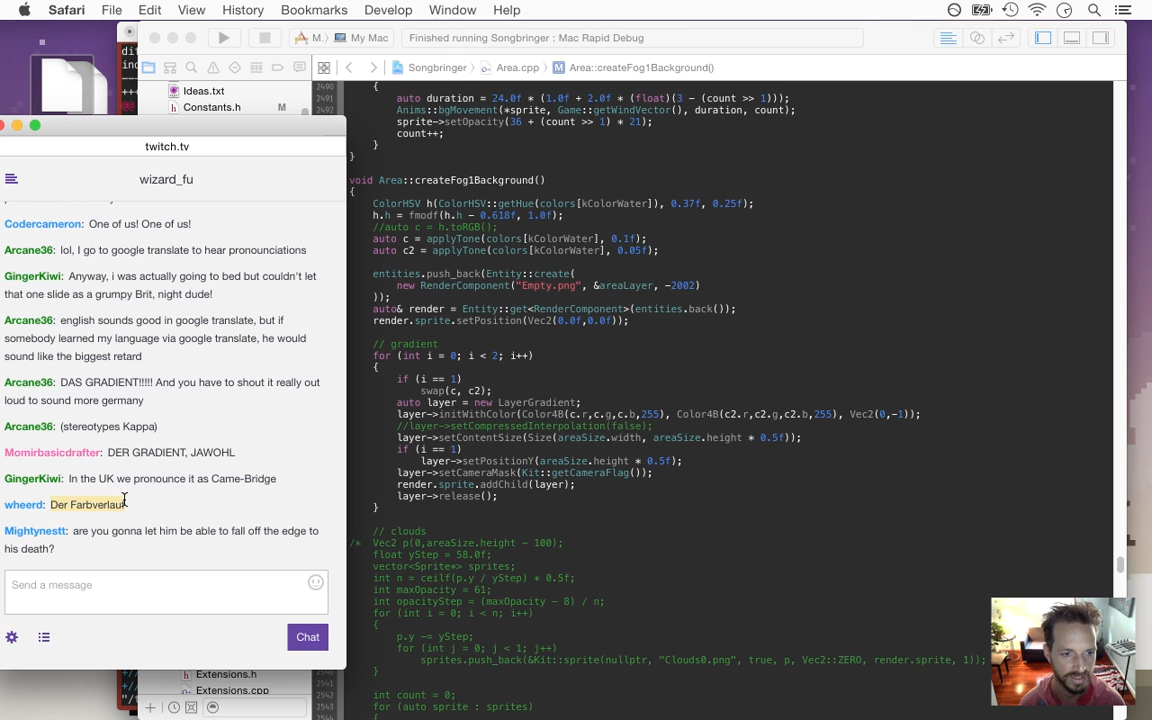 Safari File Edit View History Bookmarks Develop Window Help
M. My Mac Finished running Songbringer : Mac Rapid Debug
Songbringer Area.cpp Area::createFog1Background()
Ideas.txt
Constants.h M
2490 {
2491 auto duration = 24.0f * (1.0f + 2.0f * (float)(3 - (count >> 1)));
2492 Anims::bgMovement(*sprite, Game::getWindVector(), duration, count);
sprite->setOpacity(36 + (count >> 1) * 21);
count++;
}
}
void Area::createFog1Background()
{
ColorHSV h(ColorHSV::getHue(colors[kColorWater]), 0.37f, 0.25f);
h.h = fmodf(h.h - 0.618f, 1.0f);
//auto c = h.toRGB();
auto c = applyTone(colors[kColorWater], 0.1f);
auto c2 = applyTone(colors[kColorWater], 0.05f);
entities.push_back(Entity::create(
new RenderComponent("Empty.png", &areaLayer, -2002)
));
auto& render = Entity::get<RenderComponent>(entities.back());
render.sprite.setPosition(Vec2(0.0f,0.0f));
// gradient
for (int i = 0; i < 2; i++)
{
if (i == 1)
swap(c, c2);
auto layer = new LayerGradient;
layer->initWithColor(Color4B(c.r,c.g,c.b,255), Color4B(c2.r,c2.g,c2.b,255), Vec2(0,-1));
//layer->setCompressedInterpolation(false);
layer->setContentSize(Size(areaSize.width, areaSize.height * 0.5f));
if (i == 1)
layer->setPositionY(areaSize.height * 0.5f);
layer->setCameraMask(Kit::getCameraFlag());
render.sprite.addChild(layer);
layer->release();
}
// clouds
/* Vec2 p(0,areaSize.height - 100);
float yStep = 58.0f;
vector<Sprite*> sprites;
int n = ceilf(p.y / yStep) + 0.5f;
int maxOpacity = 61;
int opacityStep = (maxOpacity - 8) / n;
for (int i = 0; i < n; i++)
{
p.y -= yStep;
for (int j = 0; j < 1; j++)
sprites.push_back(&Kit::sprite(nullptr, "Clouds0.png", true, p, Vec2::ZERO, render.sprite, 1));
}
int count = 0;
for (auto sprite : sprites)
{
2541
2542
2543
twitch.tv
wizard_fu
Codercameron: One of us! One of us!
Arcane36: lol, I go to google translate to hear pronounciations
GingerKiwi: Anyway, i was actually going to bed but couldn't let
that one slide as a grumpy Brit, night dude!
Arcane36: english sounds good in google translate, but if
somebody learned my language via google translate, he would
sound like the biggest retard
Arcane36: DAS GRADIENT!!!!! And you have to shout it really out
loud to sound more germany
Arcane36: (stereotypes Kappa)
Momirbasicdrafter: DER GRADIENT, JAWOHL
GingerKiwi: In the UK we pronounce it as Came-Bridge
wheerd: Der Farbverlauf
Mightynestt: are you gonna let him be able to fall off the edge to
his death?
Send a message
Chat
Extensions.h
Extensions.cpp